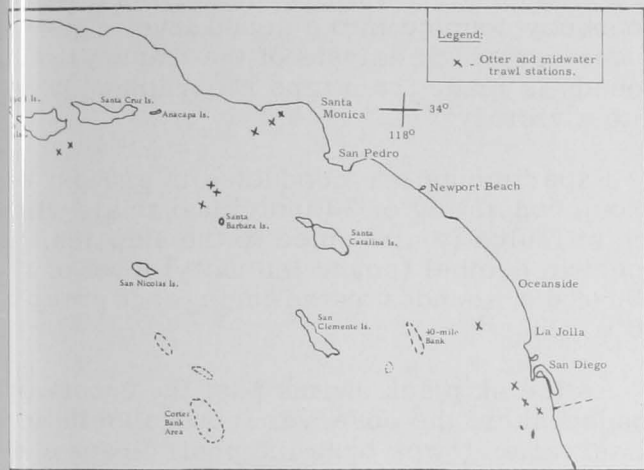 Legend:
x - Otter and midwater
trawl stations.
Santa Cruz Is.
Anacapa Is.
Santa
Monica
34°
118°
San Pedro
Newport Beach
Santa
Barbara Is.
Santa
Catalina Is.
San Nicolas Is.
Oceanside
San
Clemente Is.
40-mile
Bank
La Jolla
San Diego
Cortes
Bank
Area